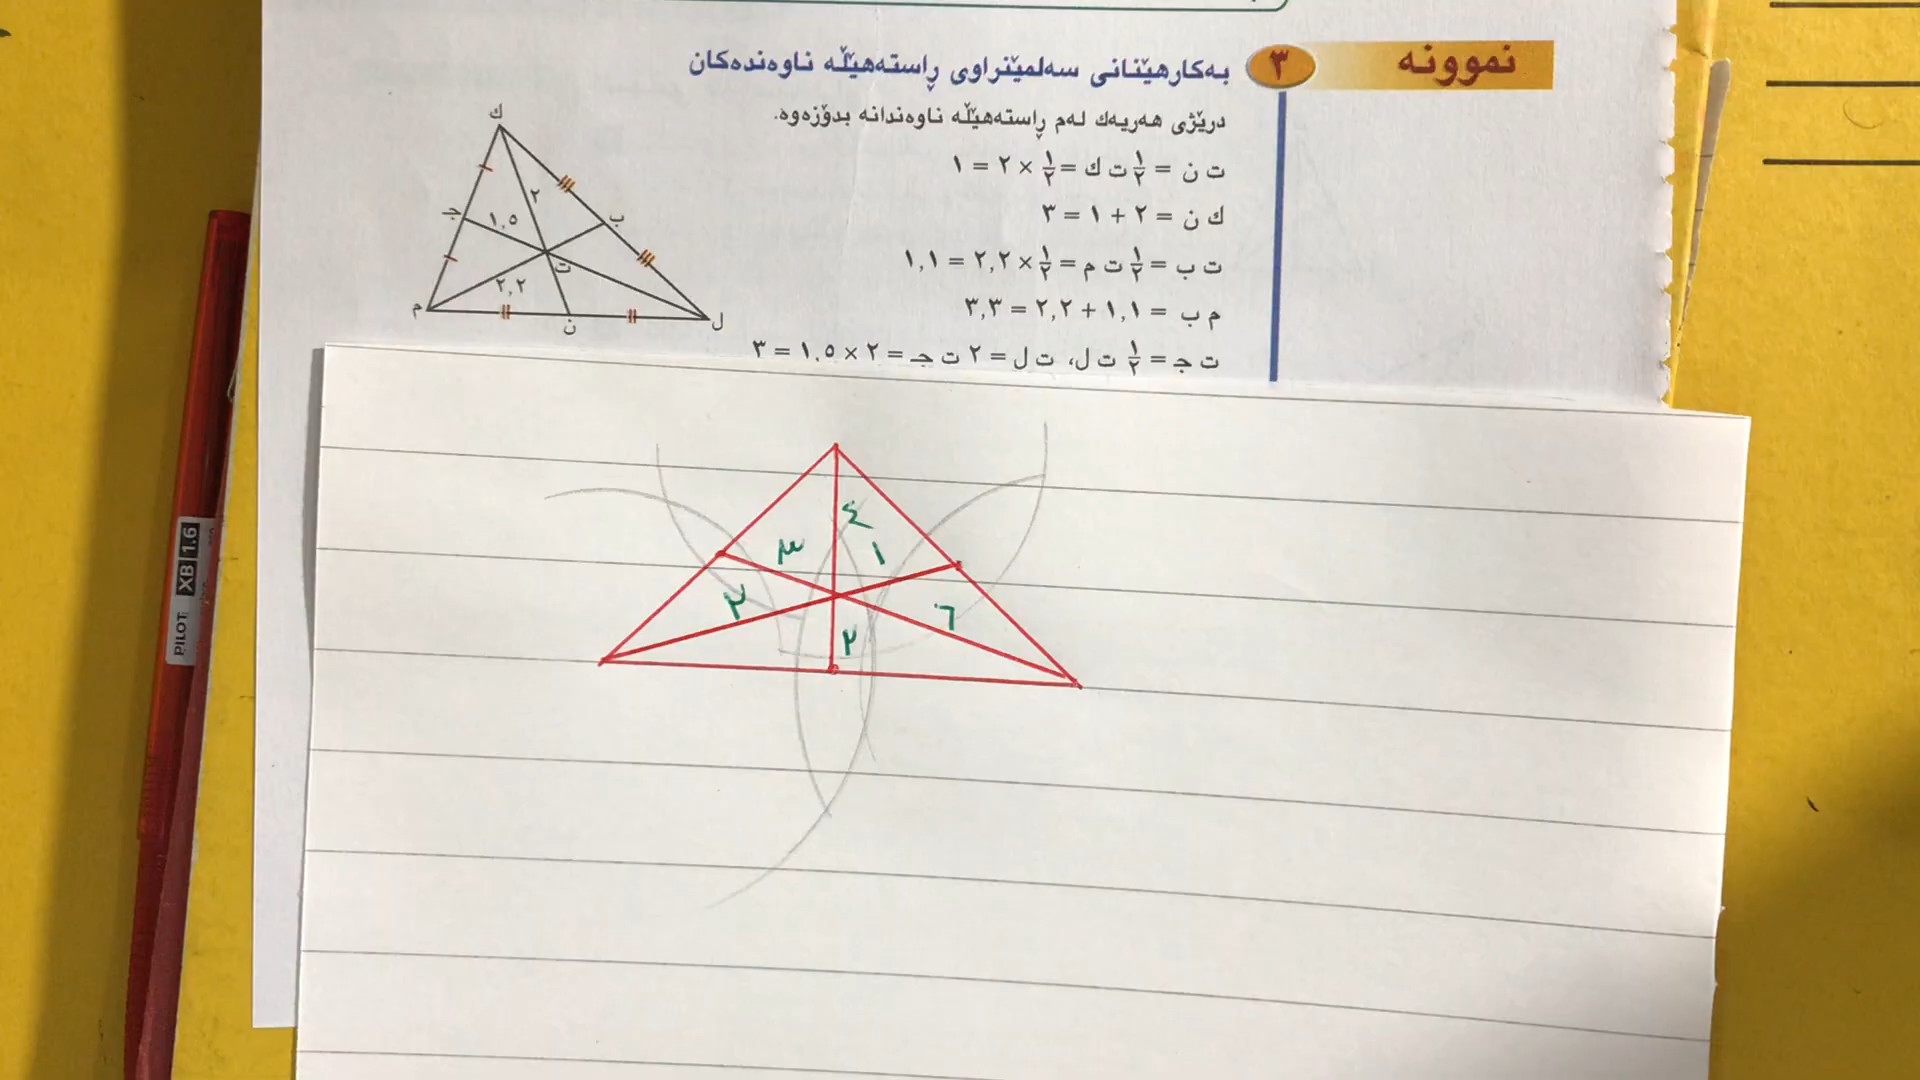 نموونه ٣ بەکارهێنانی سەلمێنراوی ڕاستەهێڵە ناوەندەکان
درێژی هەریەك لەم ڕاستەهێڵە ناوەندانە بدۆزەوە.
ت ن = ١/٢ ت ك = ١/٢ × ٢ = ١
ك ن = ٢ + ١ = ٣
ت ب = ١/٢ ت م = ١/٢ × ٢,٢ = ١,١
م ب = ١,١ + ٢,٢ = ٣,٣
ت جـ = ١/٢ ت ل، ت ل = ٢ ت جـ = ٢ × ١,٥ = ٣
ك
٢
جـ
١,٥
ب
ت
٢,٢
م
ن
ل
٤
٣
١
٢
٦
٢
PILOT XB 1.6